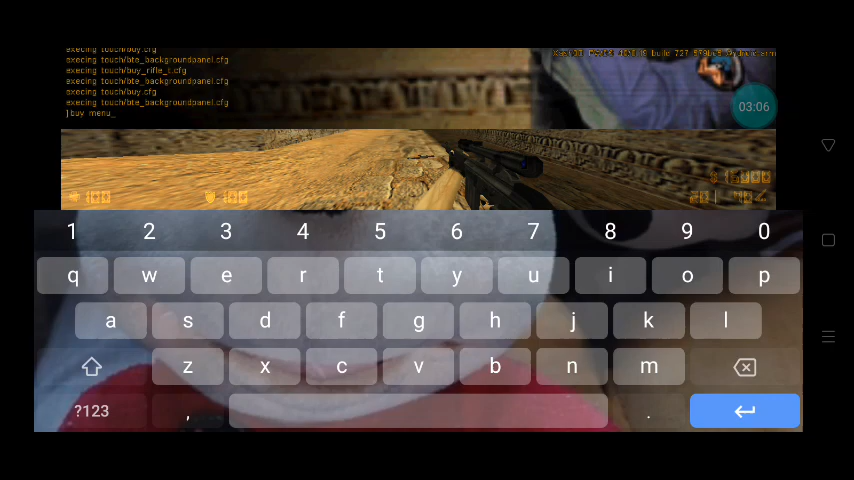 execing touch/buy.cfg
execing touch/bte_backgroundpanel.cfg
execing touch/buy_rifle_t.cfg
execing touch/bte_backgroundpanel.cfg
execing touch/buy.cfg
execing touch/bte_backgroundpanel.cfg
]buy menu_
03:06
1 2 3 4 5 6 7 8 9 0
q w e r t y u i o p
a s d f g h j k l
z x c v b n m
?123 , .